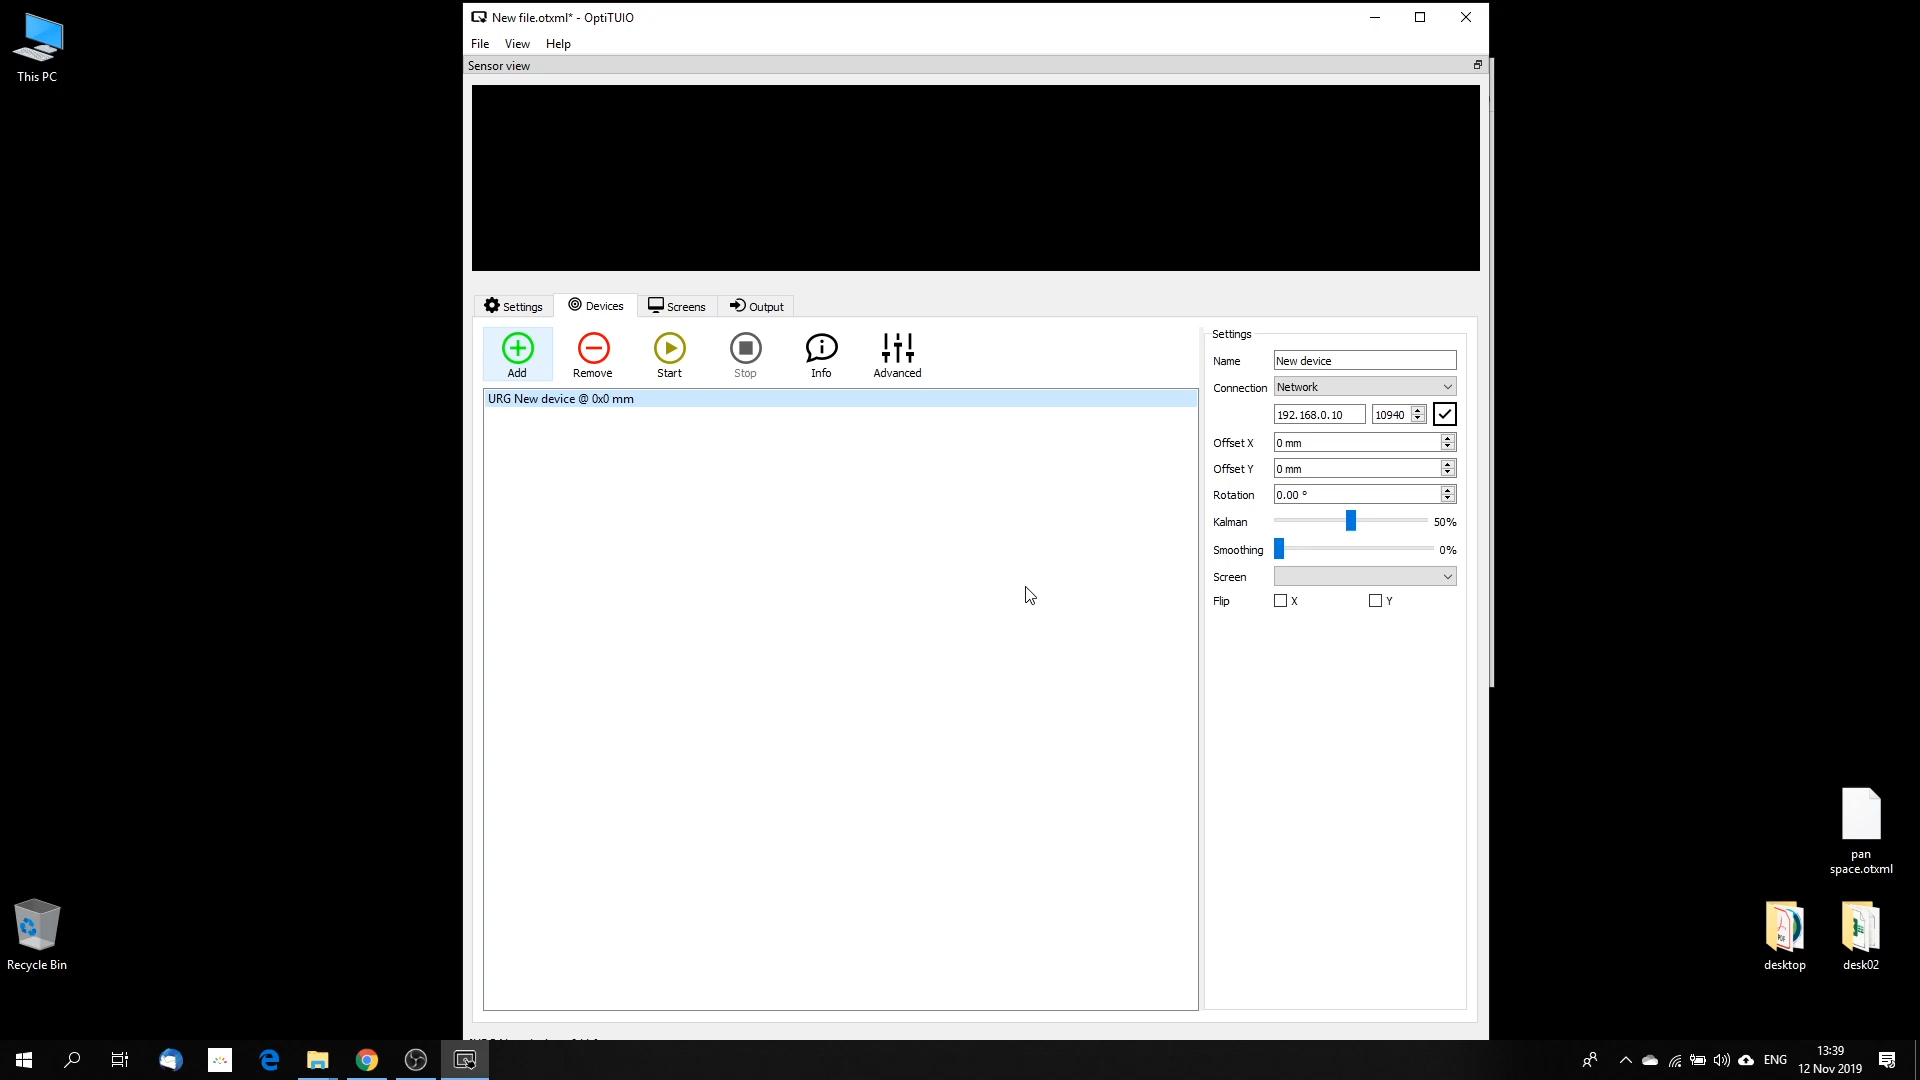 New file.otxml* - OptiTUIO
File View Help
Sensor view
This PC
Settings Devices Screens Output
Add Remove Start Stop Info Advanced
URG New device @ 0x0 mm
Settings
Name New device
Connection Network
192.168.0.10 10940
Offset X 0 mm
Offset Y 0 mm
Rotation 0.00 °
Kalman 50%
Smoothing 0%
Screen
Flip X Y
pan
space.otxml
Recycle Bin
desktop
desk02
ENG
13:39
12 Nov 2019